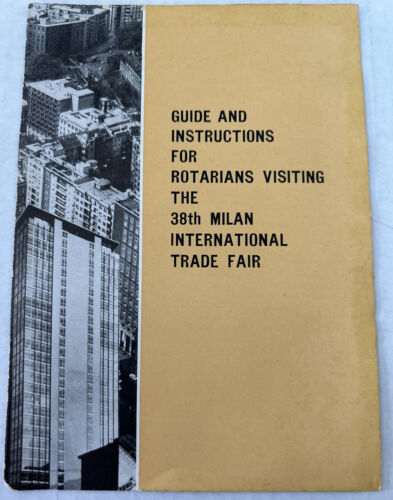 GUIDE AND
INSTRUCTIONS
FOR
ROTARIANS VISITING
THE
38th MILAN
INTERNATIONAL
TRADE FAIR